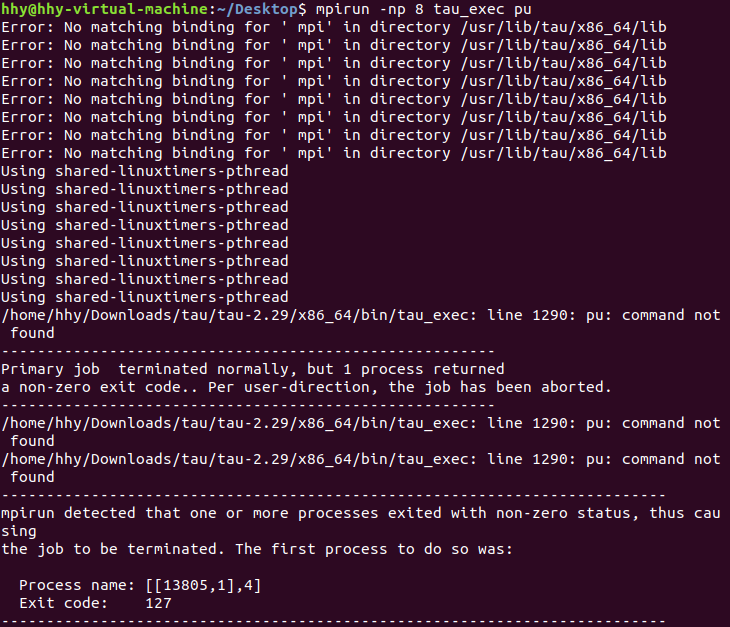 hhy@hhy-virtual-machine:~/Desktop$ mpirun -np 8 tau_exec pu
Error: No matching binding for ' mpi' in directory /usr/lib/tau/x86_64/lib
Error: No matching binding for ' mpi' in directory /usr/lib/tau/x86_64/lib
Error: No matching binding for ' mpi' in directory /usr/lib/tau/x86_64/lib
Error: No matching binding for ' mpi' in directory /usr/lib/tau/x86_64/lib
Error: No matching binding for ' mpi' in directory /usr/lib/tau/x86_64/lib
Error: No matching binding for ' mpi' in directory /usr/lib/tau/x86_64/lib
Error: No matching binding for ' mpi' in directory /usr/lib/tau/x86_64/lib
Error: No matching binding for ' mpi' in directory /usr/lib/tau/x86_64/lib
Using shared-linuxtimers-pthread
Using shared-linuxtimers-pthread
Using shared-linuxtimers-pthread
Using shared-linuxtimers-pthread
Using shared-linuxtimers-pthread
Using shared-linuxtimers-pthread
Using shared-linuxtimers-pthread
Using shared-linuxtimers-pthread
/home/hhy/Downloads/tau/tau-2.29/x86_64/bin/tau_exec: line 1290: pu: command not
 found
-------------------------------------------------------
Primary job  terminated normally, but 1 process returned
a non-zero exit code.. Per user-direction, the job has been aborted.
-------------------------------------------------------
/home/hhy/Downloads/tau/tau-2.29/x86_64/bin/tau_exec: line 1290: pu: command not
 found
/home/hhy/Downloads/tau/tau-2.29/x86_64/bin/tau_exec: line 1290: pu: command not
 found
--------------------------------------------------------------------------
mpirun detected that one or more processes exited with non-zero status, thus cau
sing
the job to be terminated. The first process to do so was:

  Process name: [[13805,1],4]
  Exit code:    127
--------------------------------------------------------------------------